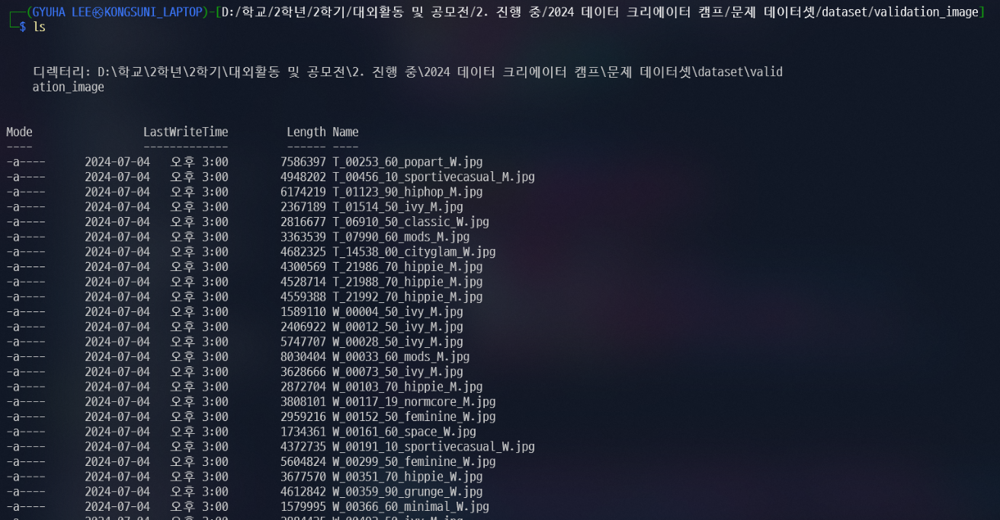 ┌──(GYUHA LEE㉿KONGSUNI_LAPTOP)-[D:/학교/2학년/2학기/대외활동 및 공모전/2. 진행 중/2024 데이터 크리에이터 캠프/문제 데이터셋/dataset/validation_image]
└─$ ls
디렉터리: D:\학교\2학년\2학기\대외활동 및 공모전\2. 진행 중\2024 데이터 크리에이터 캠프\문제 데이터셋\dataset\valid
ation_image
Mode LastWriteTime Length Name
---- ------------- ------ ----
-a---- 2024-07-04 오후 3:00 7586397 T_00253_60_popart_W.jpg
-a---- 2024-07-04 오후 3:00 4948202 T_00456_10_sportivecasual_M.jpg
-a---- 2024-07-04 오후 3:00 6174219 T_01123_90_hiphop_M.jpg
-a---- 2024-07-04 오후 3:00 2367189 T_01514_50_ivy_M.jpg
-a---- 2024-07-04 오후 3:00 2816677 T_06910_50_classic_W.jpg
-a---- 2024-07-04 오후 3:00 3363539 T_07990_60_mods_M.jpg
-a---- 2024-07-04 오후 3:00 4682325 T_14538_00_cityglam_W.jpg
-a---- 2024-07-04 오후 3:00 4300569 T_21986_70_hippie_M.jpg
-a---- 2024-07-04 오후 3:00 4528714 T_21988_70_hippie_M.jpg
-a---- 2024-07-04 오후 3:00 4559388 T_21992_70_hippie_M.jpg
-a---- 2024-07-04 오후 3:00 1589110 W_00004_50_ivy_M.jpg
-a---- 2024-07-04 오후 3:00 2406922 W_00012_50_ivy_M.jpg
-a---- 2024-07-04 오후 3:00 5747707 W_00028_50_ivy_M.jpg
-a---- 2024-07-04 오후 3:00 8030404 W_00033_60_mods_M.jpg
-a---- 2024-07-04 오후 3:00 3628666 W_00073_50_ivy_M.jpg
-a---- 2024-07-04 오후 3:00 2872704 W_00103_70_hippie_M.jpg
-a---- 2024-07-04 오후 3:00 3808101 W_00117_19_normcore_M.jpg
-a---- 2024-07-04 오후 3:00 2959216 W_00152_50_feminine_W.jpg
-a---- 2024-07-04 오후 3:00 1734361 W_00161_60_space_W.jpg
-a---- 2024-07-04 오후 3:00 4372735 W_00191_10_sportivecasual_W.jpg
-a---- 2024-07-04 오후 3:00 5604824 W_00299_50_feminine_W.jpg
-a---- 2024-07-04 오후 3:00 3677570 W_00351_70_hippie_W.jpg
-a---- 2024-07-04 오후 3:00 4612842 W_00359_90_grunge_W.jpg
-a---- 2024-07-04 오후 3:00 1579995 W_00366_60_minimal_W.jpg
-a---- 2024-07-04 오후 3:00